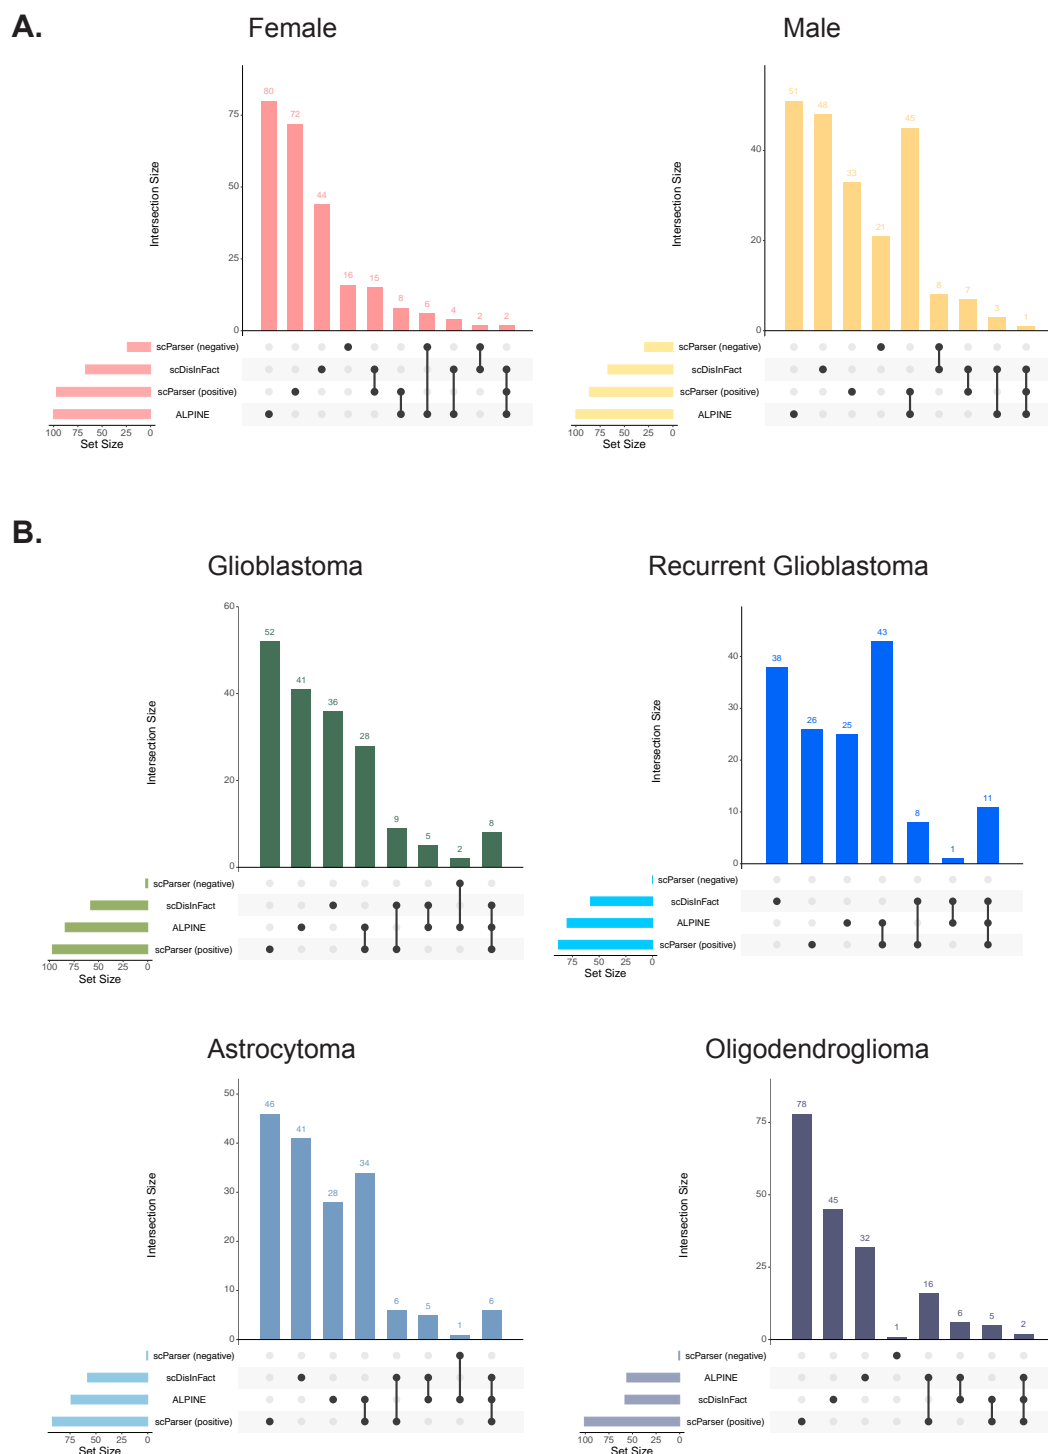 A.
Female
Male
80
72
44
16
15
8
6
4
2
2
75
50
25
0
Intersection Size
scParser (negative)
scDisInFact
scParser (positive)
ALPINE
100 75 50 25 0
Set Size
51
48
33
21
45
8
7
3
1
40
20
0
Intersection Size
scParser (negative)
scDisInFact
scParser (positive)
ALPINE
100 75 50 25 0
Set Size
B.
Glioblastoma
Recurrent Glioblastoma
60
40
20
0
52
41
36
28
9
5
2
8
Intersection Size
scParser (negative)
scDisInFact
ALPINE
scParser (positive)
100 75 50 25 0
Set Size
40
30
20
10
0
38
26
25
43
8
1
11
Intersection Size
scParser (negative)
scDisInFact
ALPINE
scParser (positive)
75 50 25 0
Set Size
Astrocytoma
Oligodendroglioma
50
40
30
20
10
0
46
41
28
34
6
5
1
6
Intersection Size
scParser (negative)
scDisInFact
ALPINE
scParser (positive)
75 50 25 0
Set Size
75
50
25
0
78
45
32
1
16
6
5
2
Intersection Size
scParser (negative)
ALPINE
scDisInFact
scParser (positive)
100 75 50 25 0
Set Size